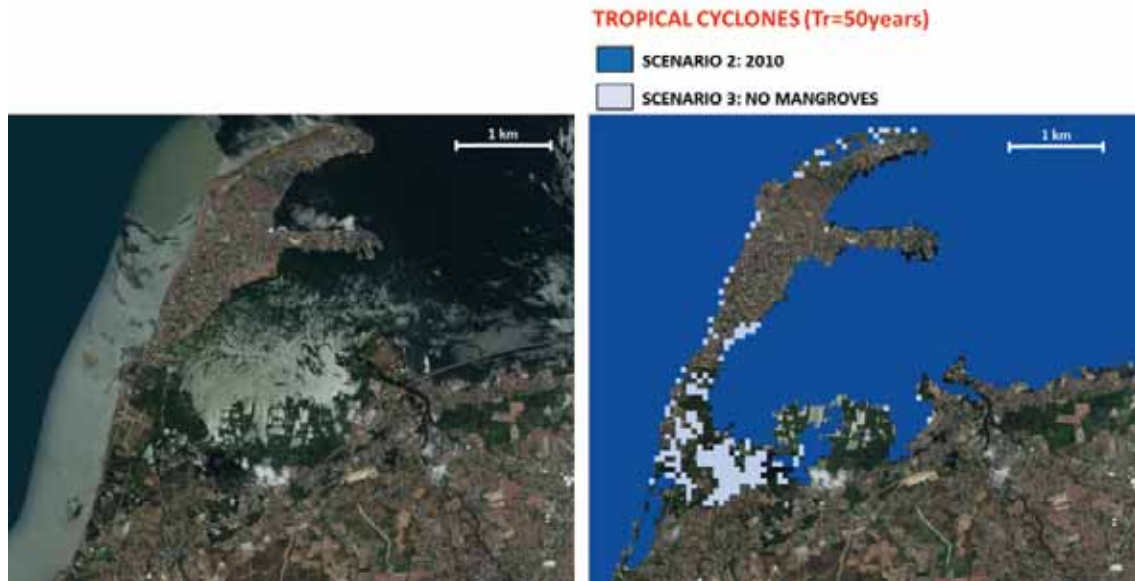 TROPICAL CYCLONES (Tr=50years)
SCENARIO 2: 2010
SCENARIO 3: NO MANGROVES
1 km
1 km